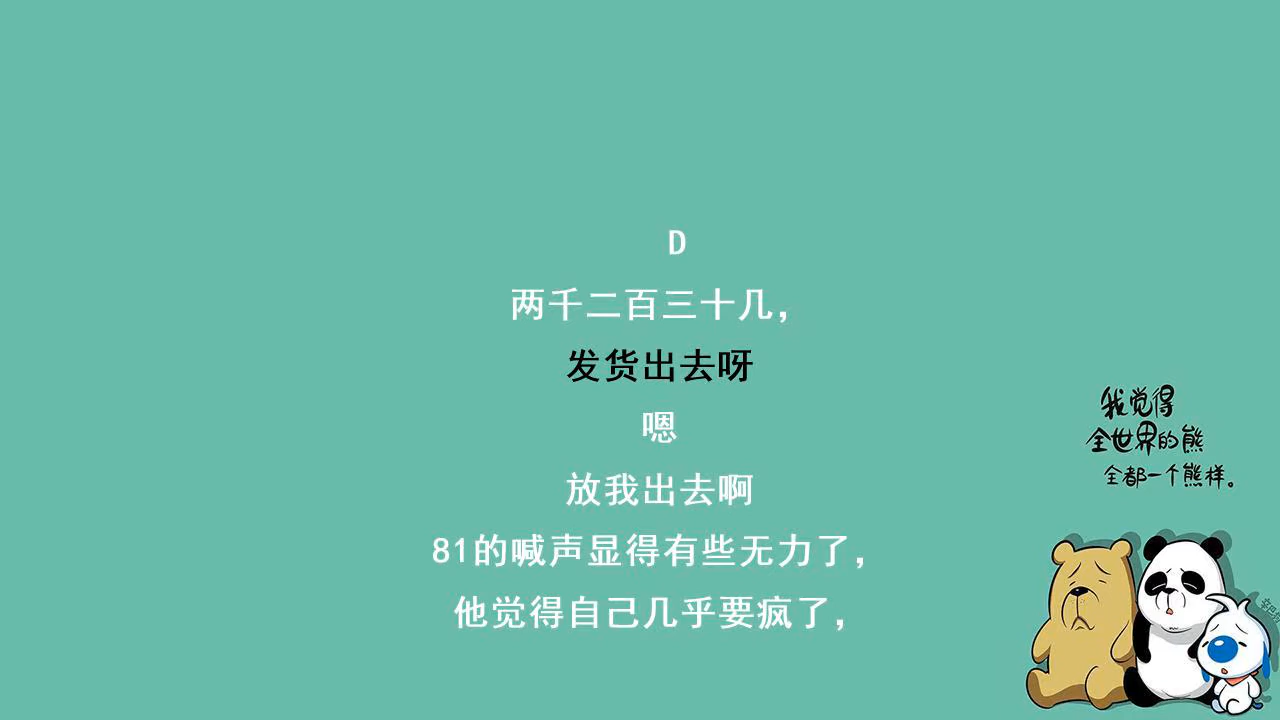 D
两千二百三十几，
发货出去呀
嗯
放我出去啊
81的喊声显得有些无力了，
他觉得自己几乎要疯了，
我觉得
全世界的熊
全都一个熊样。